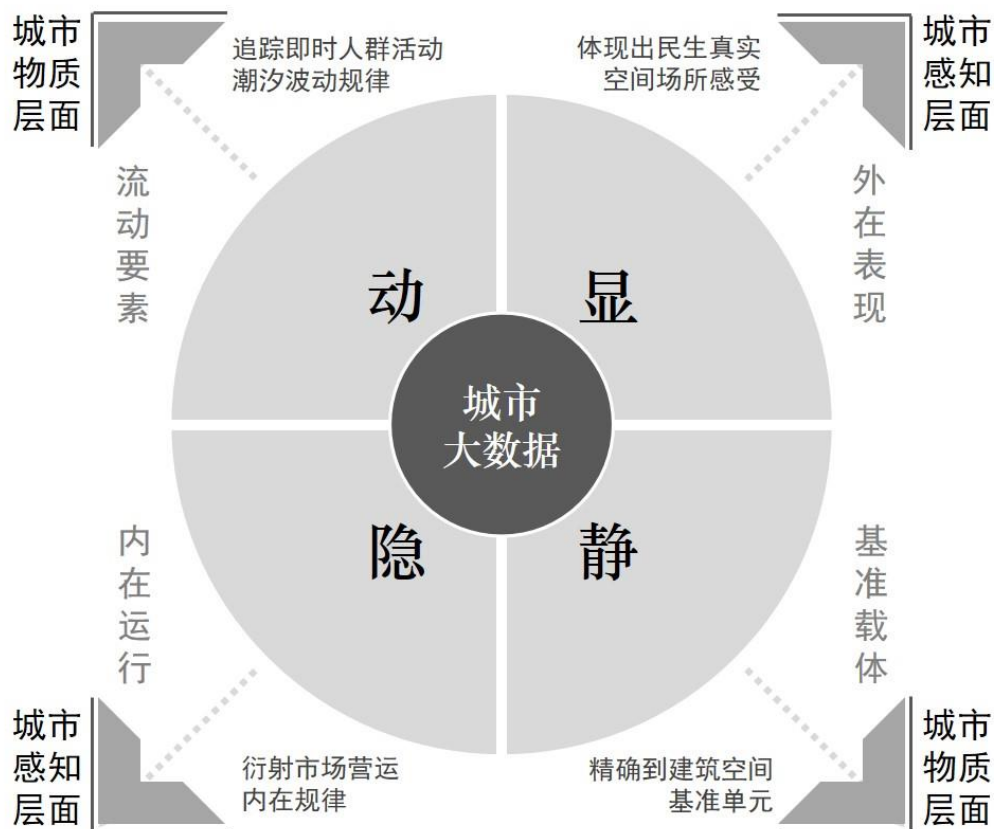 城市
物质
层面
追踪即时人群活动
潮汐波动规律
体现出民生真实
空间场所感受
城市
感知
层面
流动要素
外在表现
动
显
城市
大数据
隐
静
内在运行
基准载体
城市
感知
层面
衍射市场营运
内在规律
精确到建筑空间
基准单元
城市
物质
层面